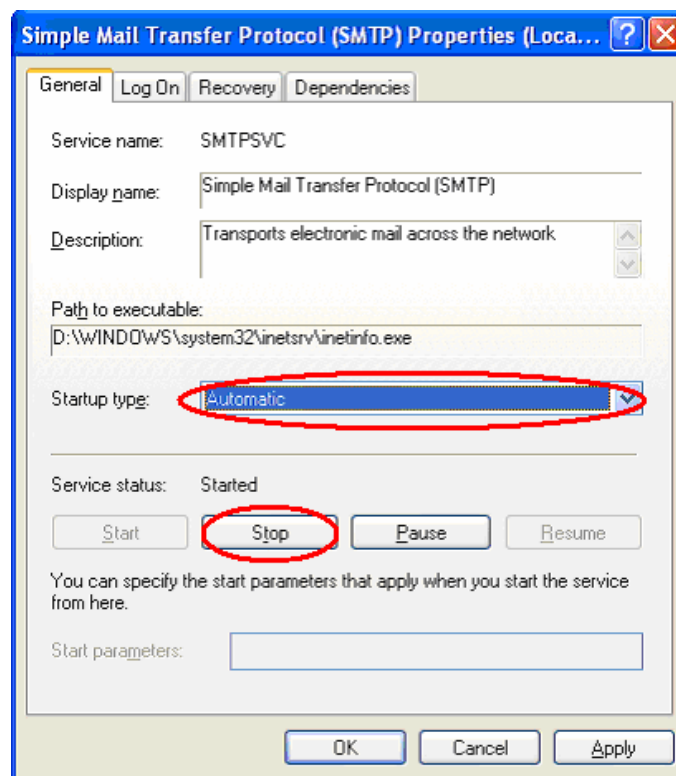 Simple Mail Transfer Protocol (SMTP) Properties (Loca...
General Log On Recovery Dependencies
Service name: SMTPSVC
Display name: Simple Mail Transfer Protocol (SMTP)
Description: Transports electronic mail across the network
Path to executable:
D:\WINDOWS\system32\inetsrv\inetinfo.exe
Startup type: Automatic
Service status: Started
Start Stop Pause Resume
You can specify the start parameters that apply when you start the service
from here.
Start parameters:
OK Cancel Apply